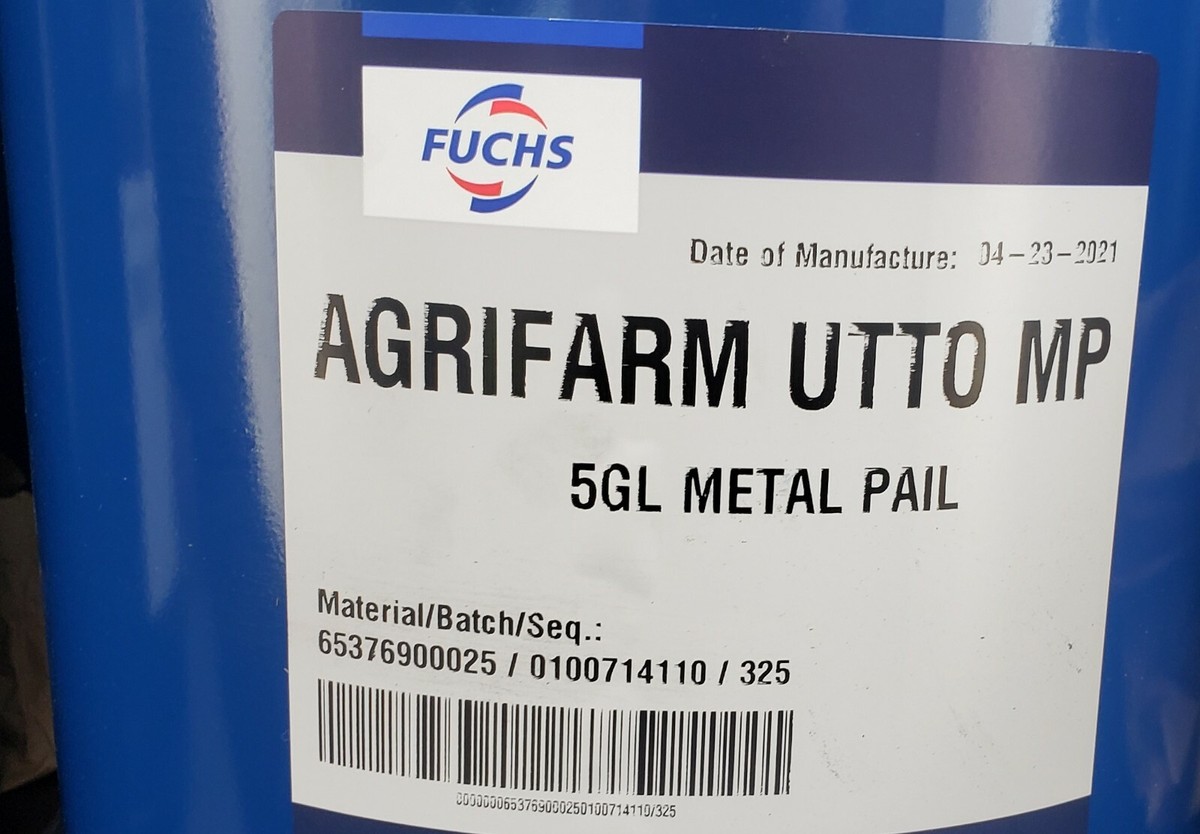 FUCHS
Date of Manufacture: 04-23-2021
AGRIFARM UTTO MP
5GL METAL PAIL
Material/Batch/Seq.:
65376900025 / 0100714110 / 325
0000000653769000250100714110/325